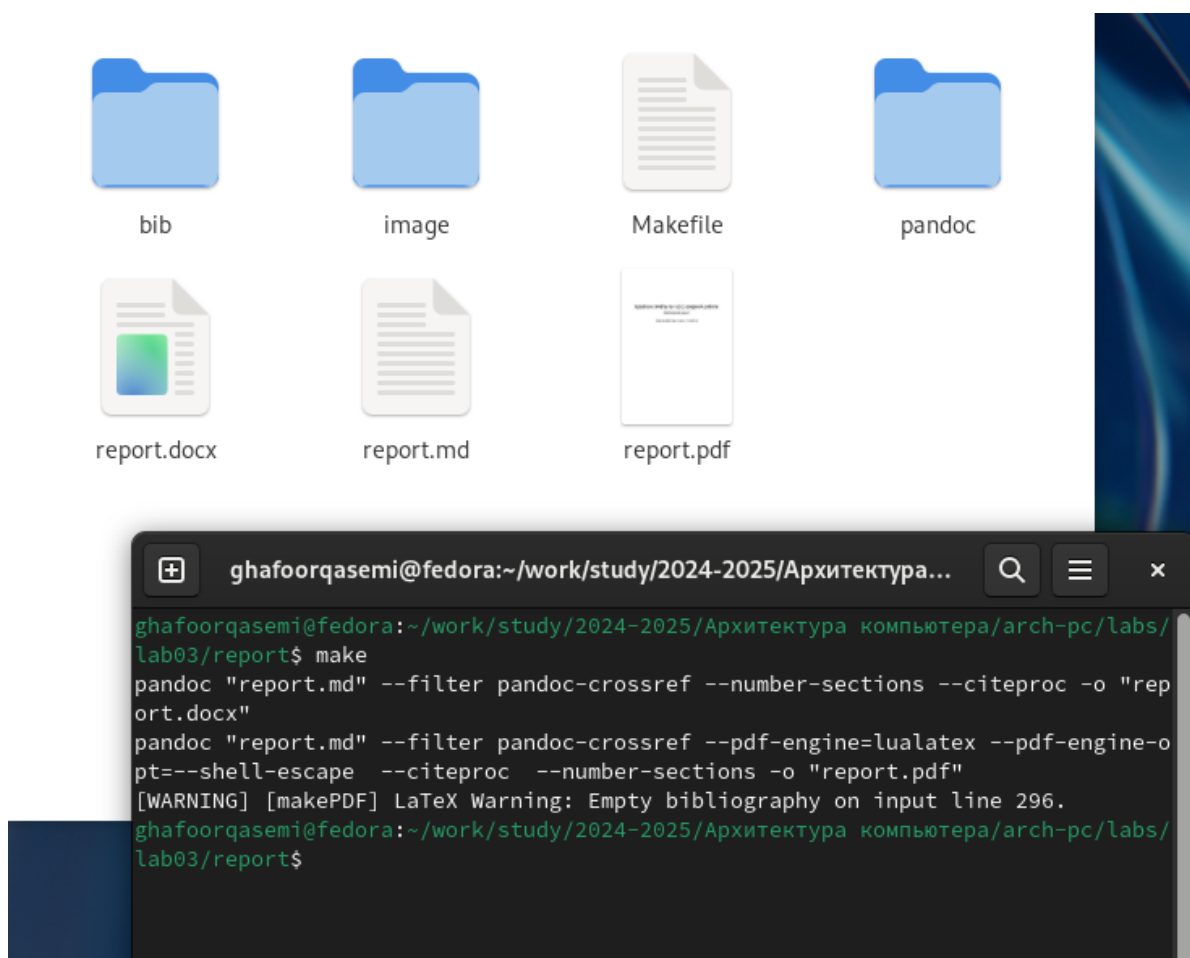 bib
image
Makefile
pandoc
report.docx
report.md
report.pdf
ghafoorqasemi@fedora:~/work/study/2024-2025/Архитектура...
ghafoorqasemi@fedora:~/work/study/2024-2025/Архитектура компьютера/arch-pc/labs/
lab03/report$ make
pandoc "report.md" --filter pandoc-crossref --number-sections --citeproc -o "rep
ort.docx"
pandoc "report.md" --filter pandoc-crossref --pdf-engine=lualatex --pdf-engine-o
pt=--shell-escape  --citeproc  --number-sections -o "report.pdf"
[WARNING] [makePDF] LaTeX Warning: Empty bibliography on input line 296.
ghafoorqasemi@fedora:~/work/study/2024-2025/Архитектура компьютера/arch-pc/labs/
lab03/report$